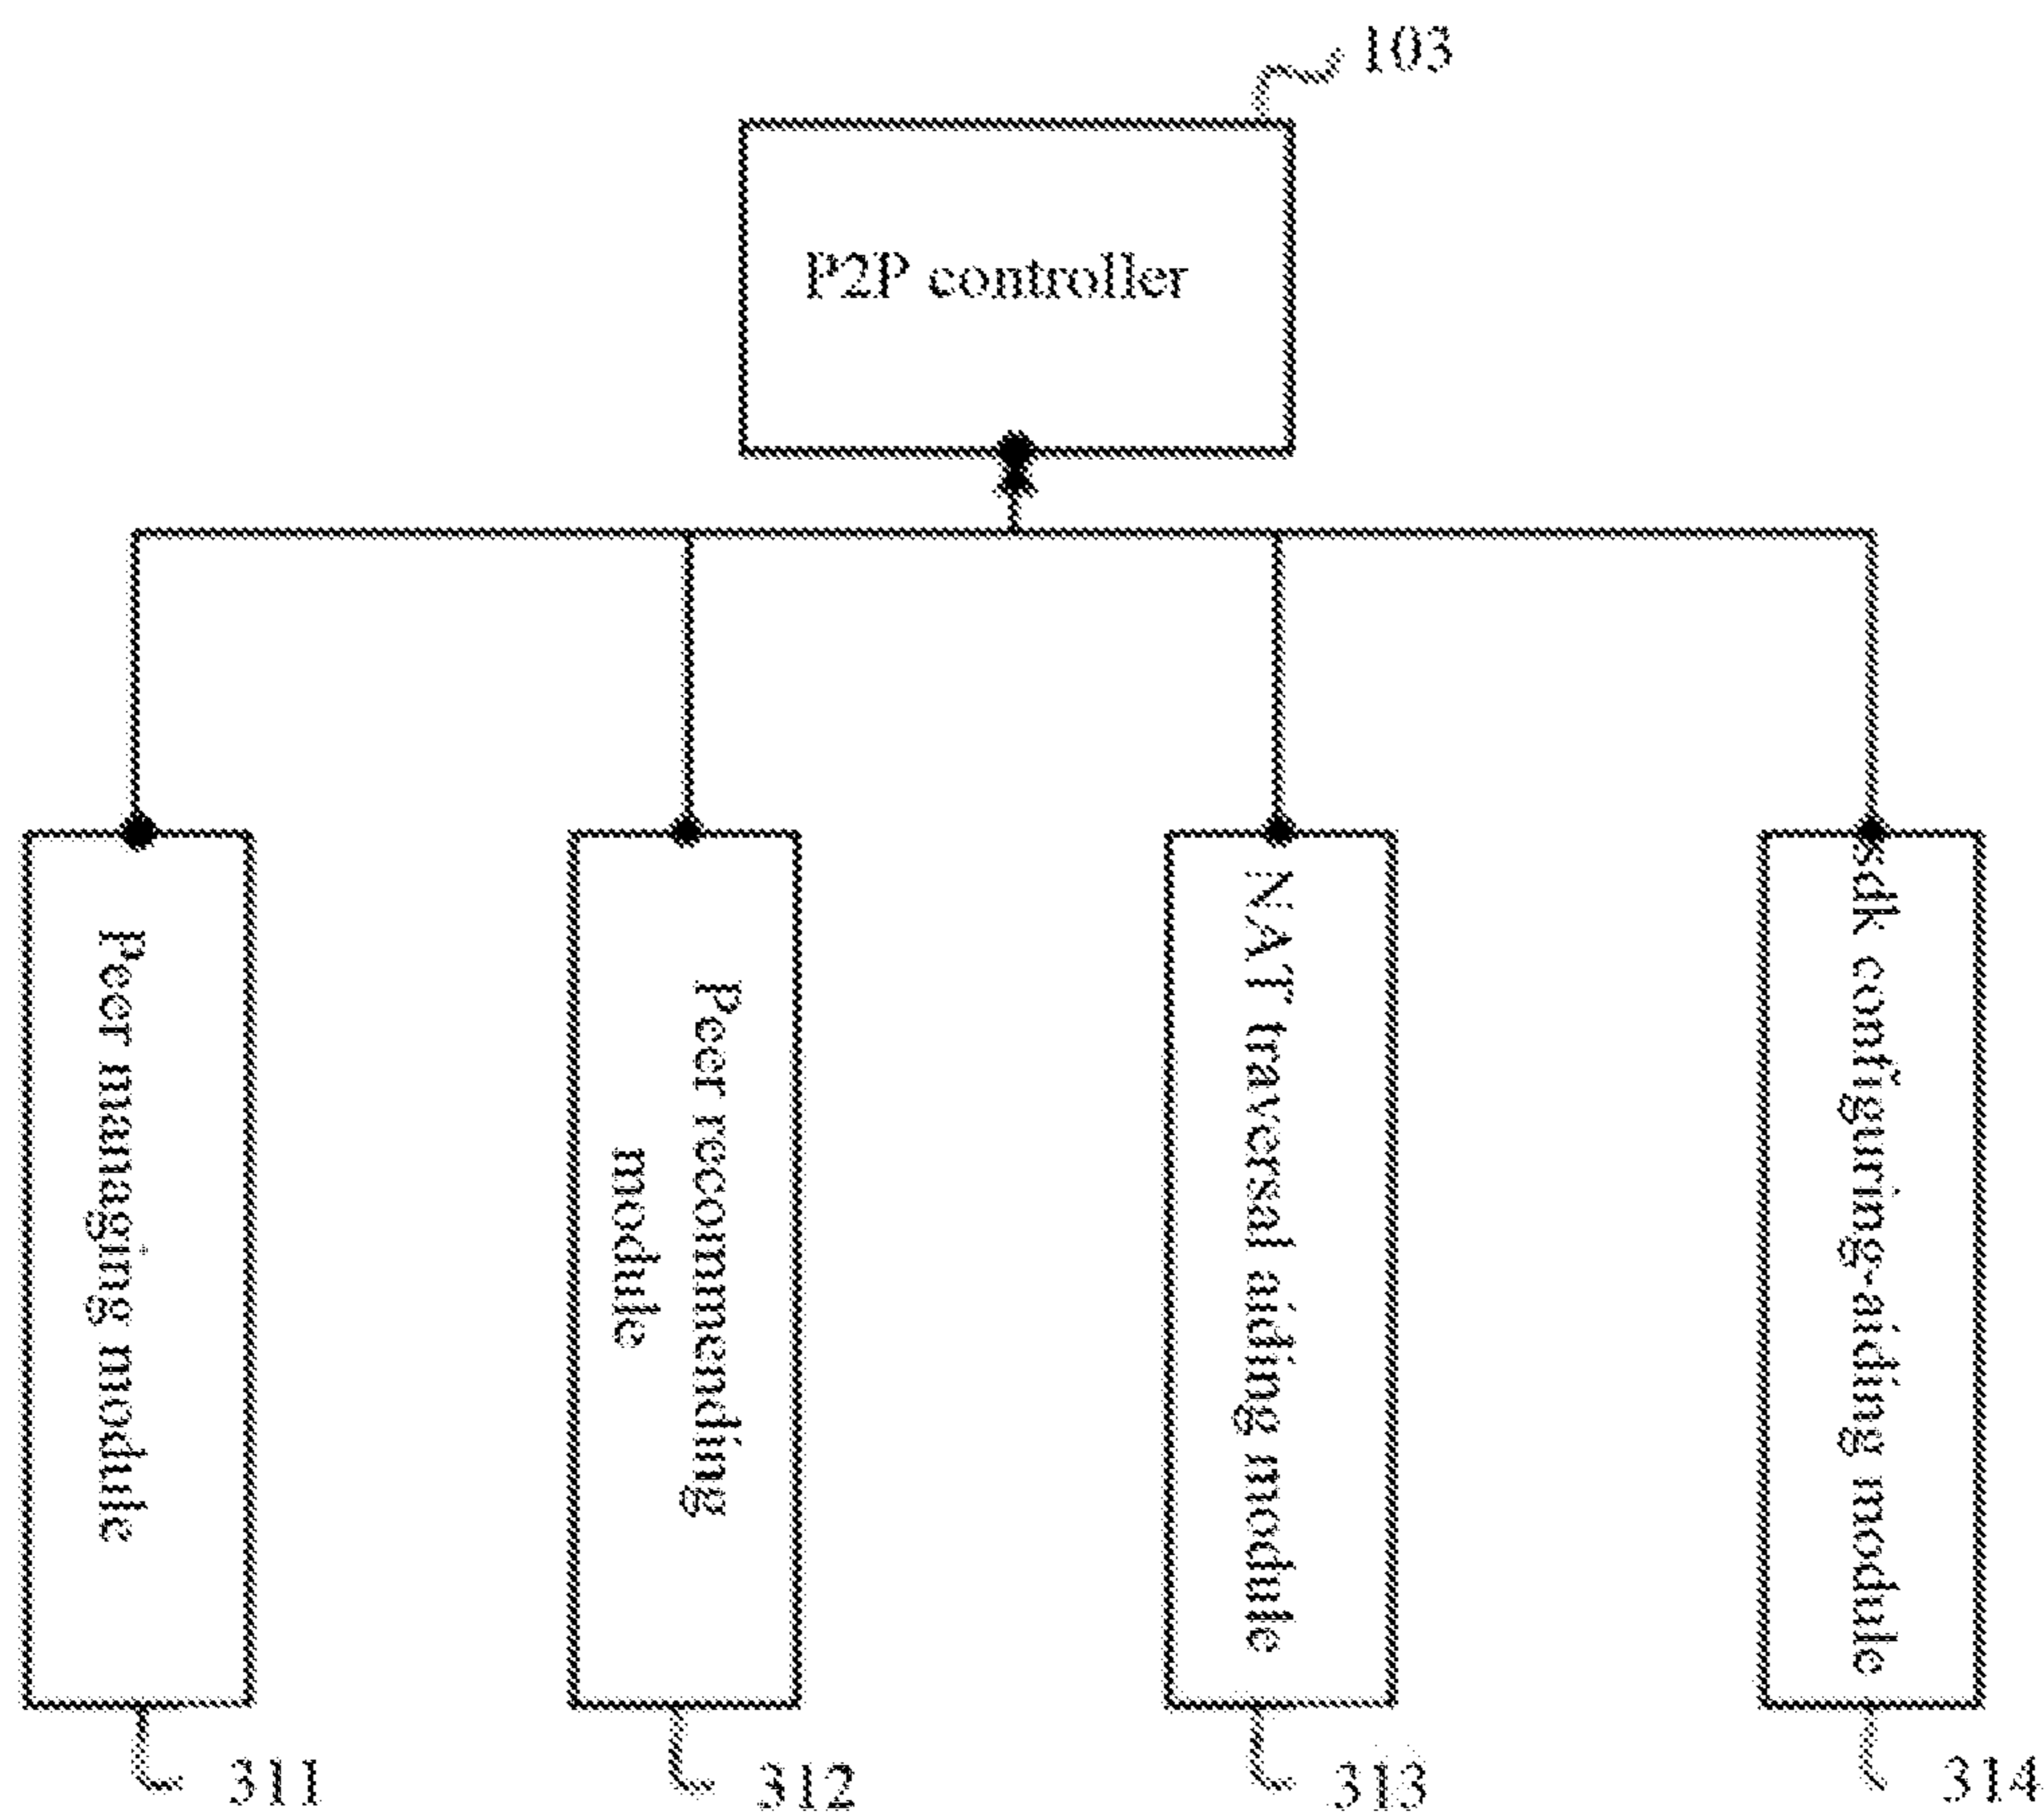 103
P2P controller
Peer managing module
Peer recommending
module
NAT traversal aiding module
sdk configuring-aiding module
311
312
313
314